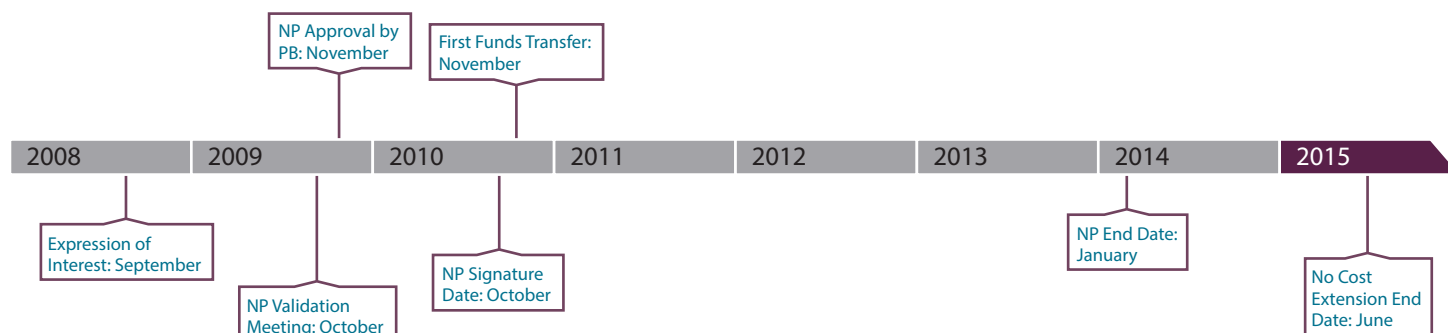 NP Approval by
PB: November
First Funds Transfer:
November
2008
2009
2010
2011
2012
2013
2014
2015
Expression of
Interest: September
NP Validation
Meeting: October
NP Signature
Date: October
NP End Date:
January
No Cost
Extension End
Date: June